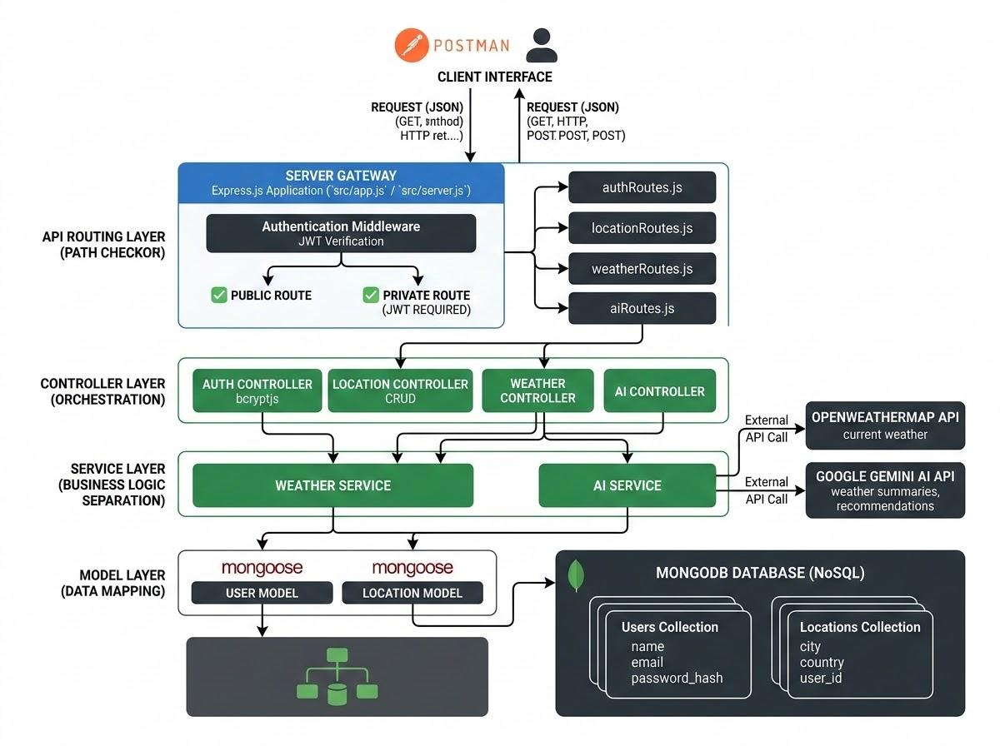 POSTMAN
CLIENT INTERFACE
REQUEST (JSON)
(GET, snthod)
HTTP ret....)
REQUEST (JSON)
(GET, HTTP,
POST. POST, POST)
SERVER GATEWAY
Express.js Application (`src/app.js` / `src/server.js`)
Authentication Middleware
JWT Verification
PUBLIC ROUTE
PRIVATE ROUTE
(JWT REQUIRED)
API ROUTING LAYER
(PATH CHECKOR)
authRoutes.js
locationRoutes.js
weatherRoutes.js
aiRoutes.js
CONTROLLER LAYER
(ORCHESTRATION)
AUTH CONTROLLER
bcryptjs
LOCATION CONTROLLER
CRUD
WEATHER
CONTROLLER
AI CONTROLLER
SERVICE LAYER
(BUSINESS LOGIC
SEPARATION)
WEATHER SERVICE
AI SERVICE
External
API Call
OPENWEATHERMAP API
current weather
External
API Call
GOOGLE GEMINI AI API
weather summaries,
recommendations
MODEL LAYER
(DATA MAPPING)
mongoose
USER MODEL
mongoose
LOCATION MODEL
MONGODB DATABASE (NoSQL)
Users Collection
name
email
password_hash
Locations Collection
city
country
user_id